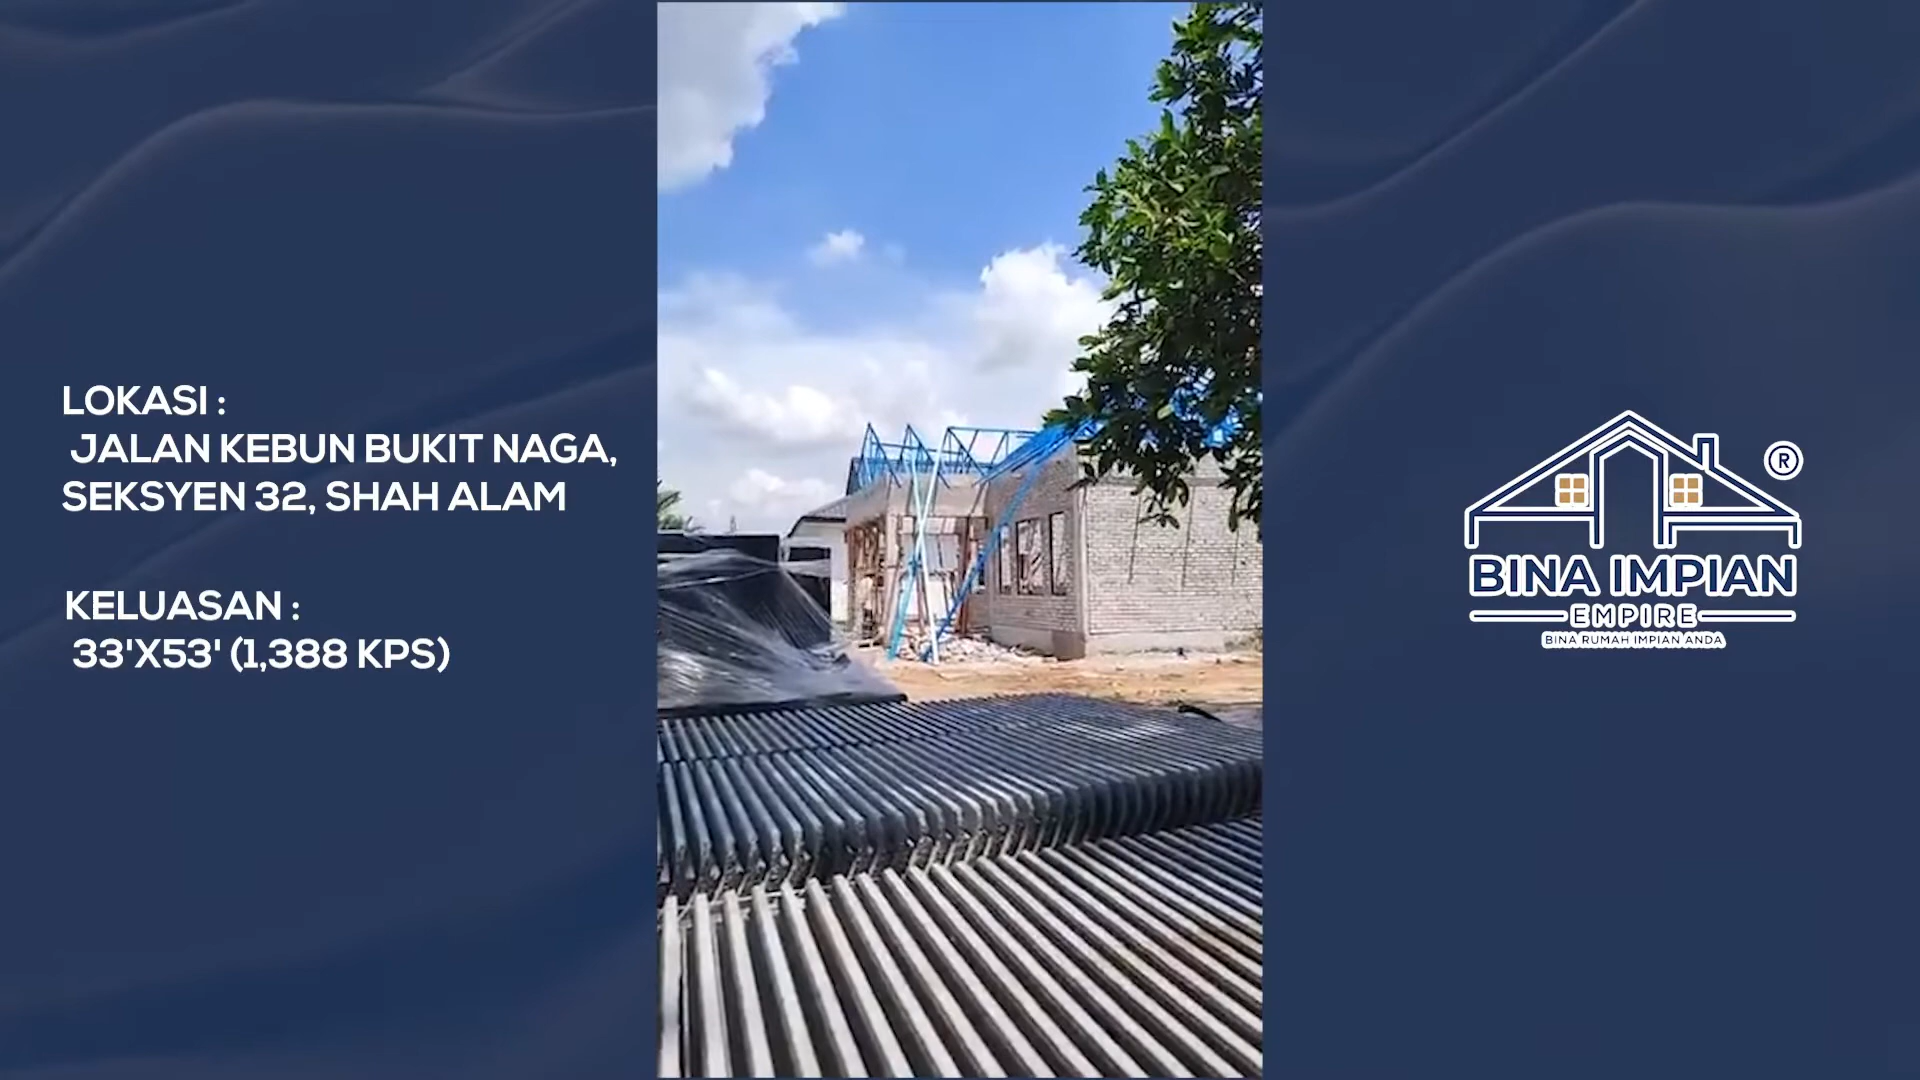 LOKASI :
JALAN KEBUN BUKIT NAGA,
SEKSYEN 32, SHAH ALAM
KELUASAN :
33'X53' (1,388 KPS)
®
BINA IMPIAN
EMPIRE
BINA RUMAH IMPIAN ANDA